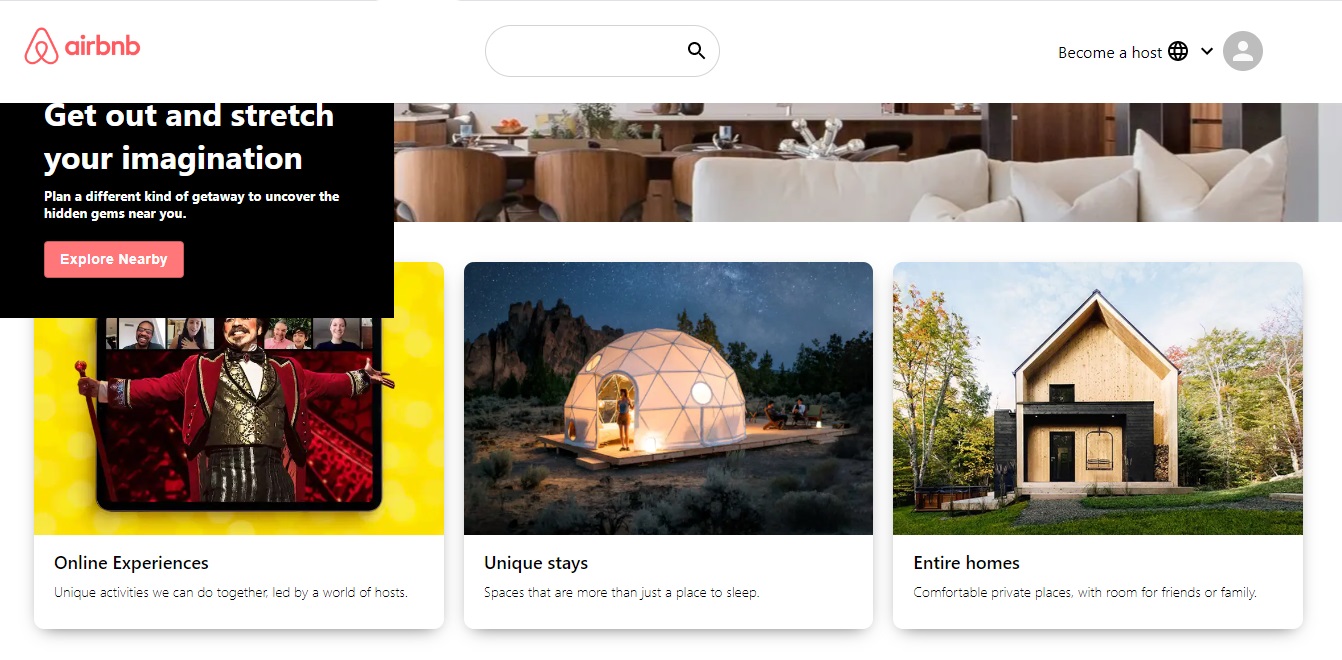 airbnb
Become a host
Get out and stretch
your imagination
Plan a different kind of getaway to uncover the
hidden gems near you.
Explore Nearby
Online Experiences
Unique activities we can do together, led by a world of hosts.
Unique stays
Spaces that are more than just a place to sleep.
Entire homes
Comfortable private places, with room for friends or family.